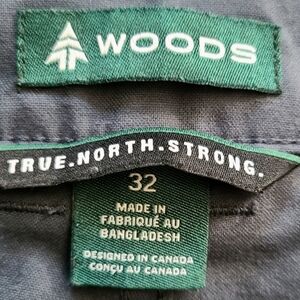 WOODS
TRUE.NORTH.STRONG.
32
MADE IN
FABRIQUÉ AU
BANGLADESH
DESIGNED IN CANADA
CONÇU AU CANADA